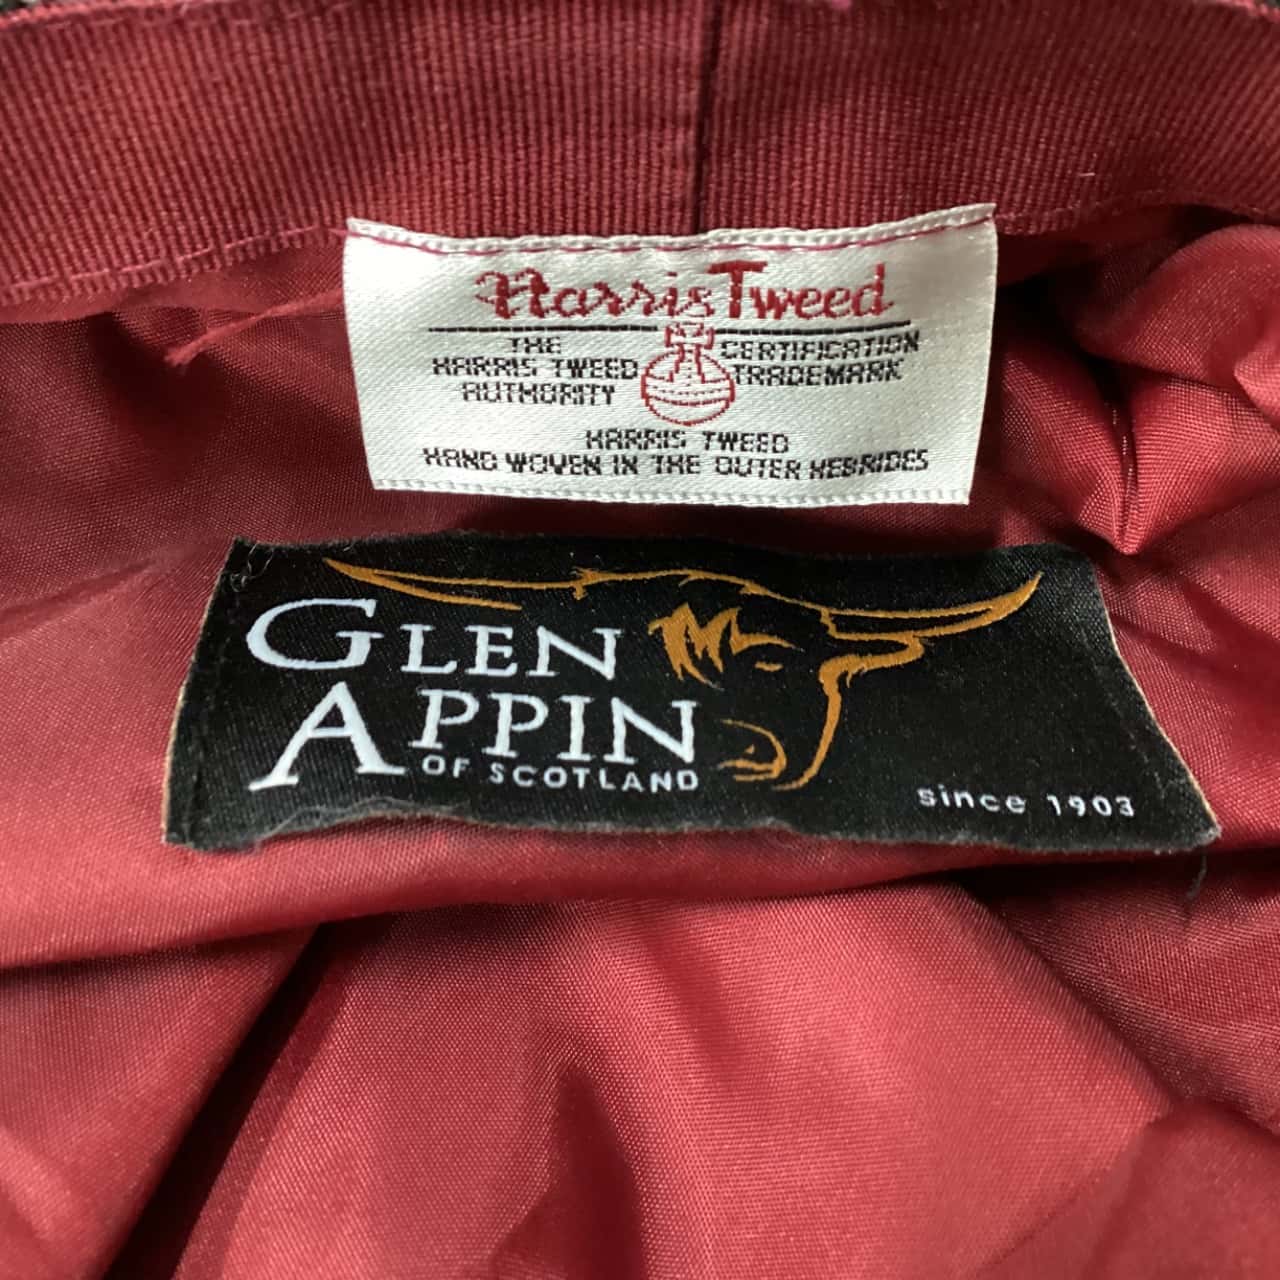 Harris Tweed
THE HARRIS TWEED AUTHORITY
CERTIFICATION TRADEMARK
HARRIS TWEED
HAND WOVEN IN THE OUTER HEBRIDES
GLEN
APPIN
OF SCOTLAND
since 1903